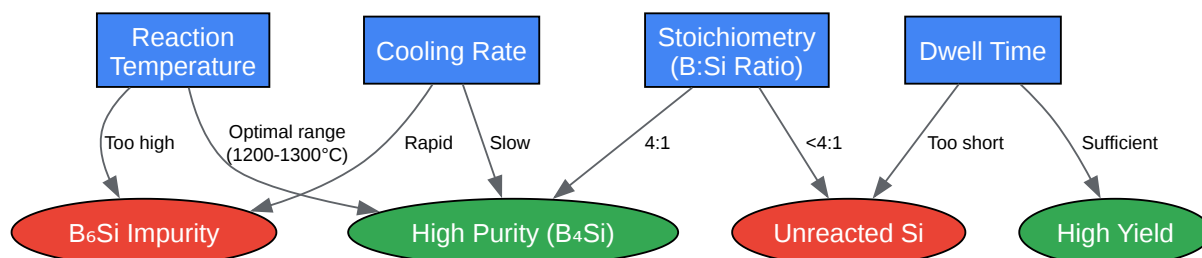 Reaction
Temperature
Cooling Rate
Stoichiometry
(B:Si Ratio)
Dwell Time
Too high
Optimal range
(1200-1300°C)
Rapid
Slow
4:1
<4:1
Too short
Sufficient
B₆Si Impurity
High Purity (B₄Si)
Unreacted Si
High Yield